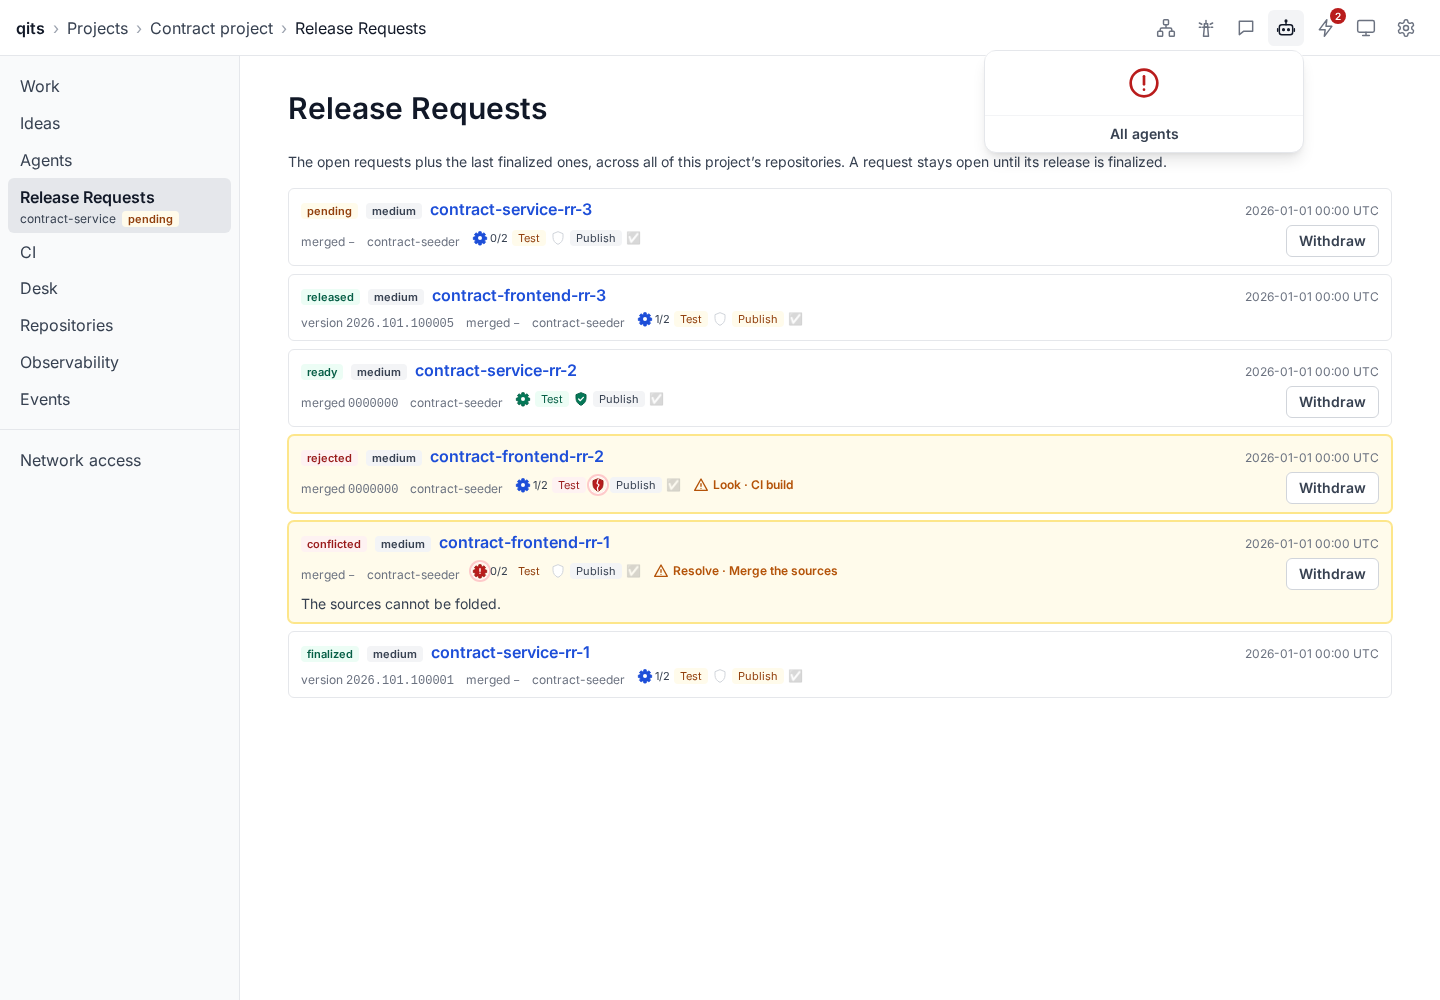 qits › Projects › Contract project › Release Requests
2
Work
Ideas
Agents
Release Requests
contract-service pending
CI
Desk
Repositories
Observability
Events
Network access
All agents
Release Requests
The open requests plus the last finalized ones, across all of this project’s repositories. A request stays open until its release is finalized.
pending medium contract-service-rr-3 2026-01-01 00:00 UTC
merged – contract-seeder 0/2 Test Publish Withdraw
released medium contract-frontend-rr-3 2026-01-01 00:00 UTC
version 2026.101.100005 merged – contract-seeder 1/2 Test Publish
ready medium contract-service-rr-2 2026-01-01 00:00 UTC
merged 0000000 contract-seeder Test Publish Withdraw
rejected medium contract-frontend-rr-2 2026-01-01 00:00 UTC
merged 0000000 contract-seeder 1/2 Test Publish Look · CI build Withdraw
conflicted medium contract-frontend-rr-1 2026-01-01 00:00 UTC
merged – contract-seeder 0/2 Test Publish Resolve · Merge the sources Withdraw
The sources cannot be folded.
finalized medium contract-service-rr-1 2026-01-01 00:00 UTC
version 2026.101.100001 merged – contract-seeder 1/2 Test Publish